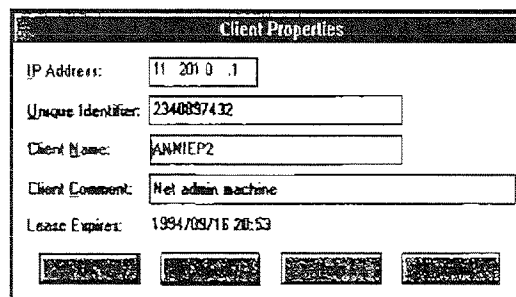 Client Properties
IP Address: 11 201 0 .1
Unique Identifier: 2340897432
Client Name: ANNIEP2
Client Comment: Net admin machine
Lease Expires: 1994/09/16 20:53